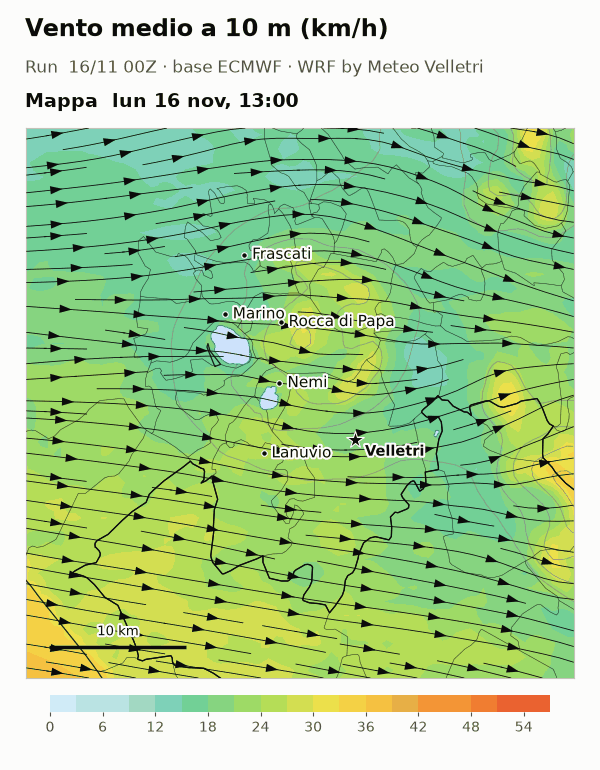 Vento medio a 10 m (km/h)
Run 16/11 00Z · base ECMWF · WRF by Meteo Velletri
Mappa lun 16 nov, 13:00
Frascati
Marino
Rocca di Papa
Nemi
Lanuvio
Velletri
10 km
0 6 12 18 24 30 36 42 48 54